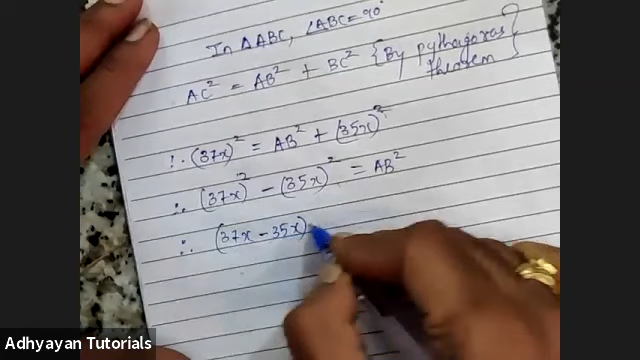 In ΔABC, ∠ABC = 90°
AC² = AB² + BC² {By pythagoras theorem}
∴ (37x)² = AB² + (35x)²
∴ (37x)² - (35x)² = AB²
∴ (37x - 35x)
Adhyayan Tutorials